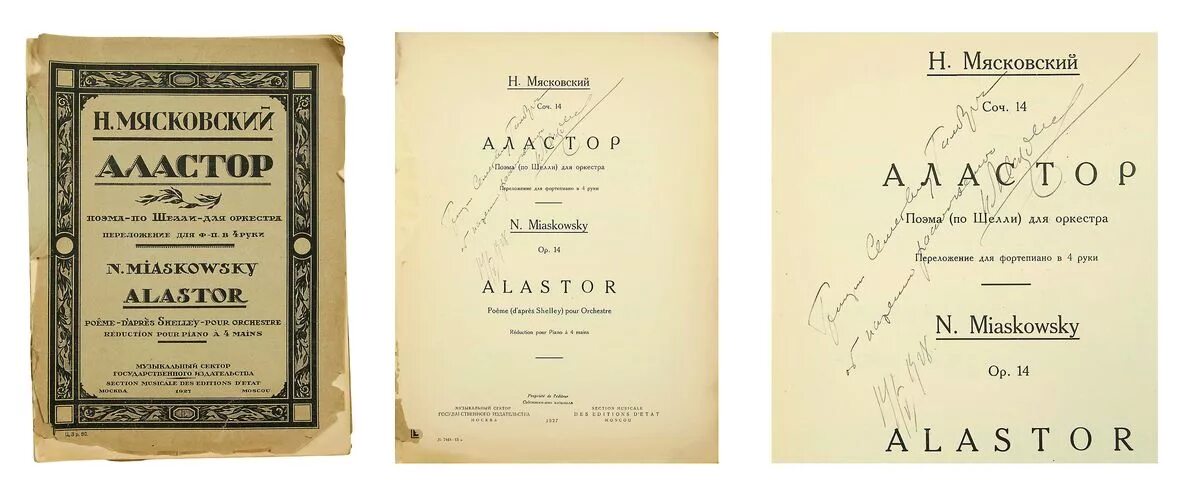 Н. МЯСКОВСКИЙ
АЛАСТОР
ПОЭМА-ПО ШЕЛЛИ-ДЛЯ ОРКЕСТРА
ПЕРЕЛОЖЕНИЕ ДЛЯ Ф-П. В 4 РУКИ
N. MIASKOWSKY
ALASTOR
POÈME-D'APRÈS SHELLEY-POUR ORCHESTRE
RÉDUCTION POUR PIANO À 4 MAINS
МУЗЫКАЛЬНЫЙ СЕКТОР
ГОСУДАРСТВЕННОГО ИЗДАТЕЛЬСТВА
SECTION MUSICALE DES EDITIONS D'ETAT
МОСКВА 1927 MOSCOU
Н. Мясковский
Соч. 14
АЛАСТОР
Поэма (по Шелли) для оркестра
Переложение для фортепиано в 4 руки
N. Miaskowsky
Op. 14
ALASTOR
Poème (d'après Shelley) pour Orchestre
Réduction pour Piano à 4 mains
Propriété de l'editeur
Собственность издателя
МУЗЫКАЛЬНЫЙ СЕКТОР
ГОСУДАРСТВЕННОГО ИЗДАТЕЛЬСТВА
МОСКВА
1927
SECTION MUSICALE
DES EDITIONS D'ETAT
MOSCOU
Н. Мясковский
Соч. 14
АЛАСТОР
Поэма (по Шелли) для оркестра
Переложение для фортепиано в 4 руки
N. Miaskowsky
Op. 14
ALASTOR